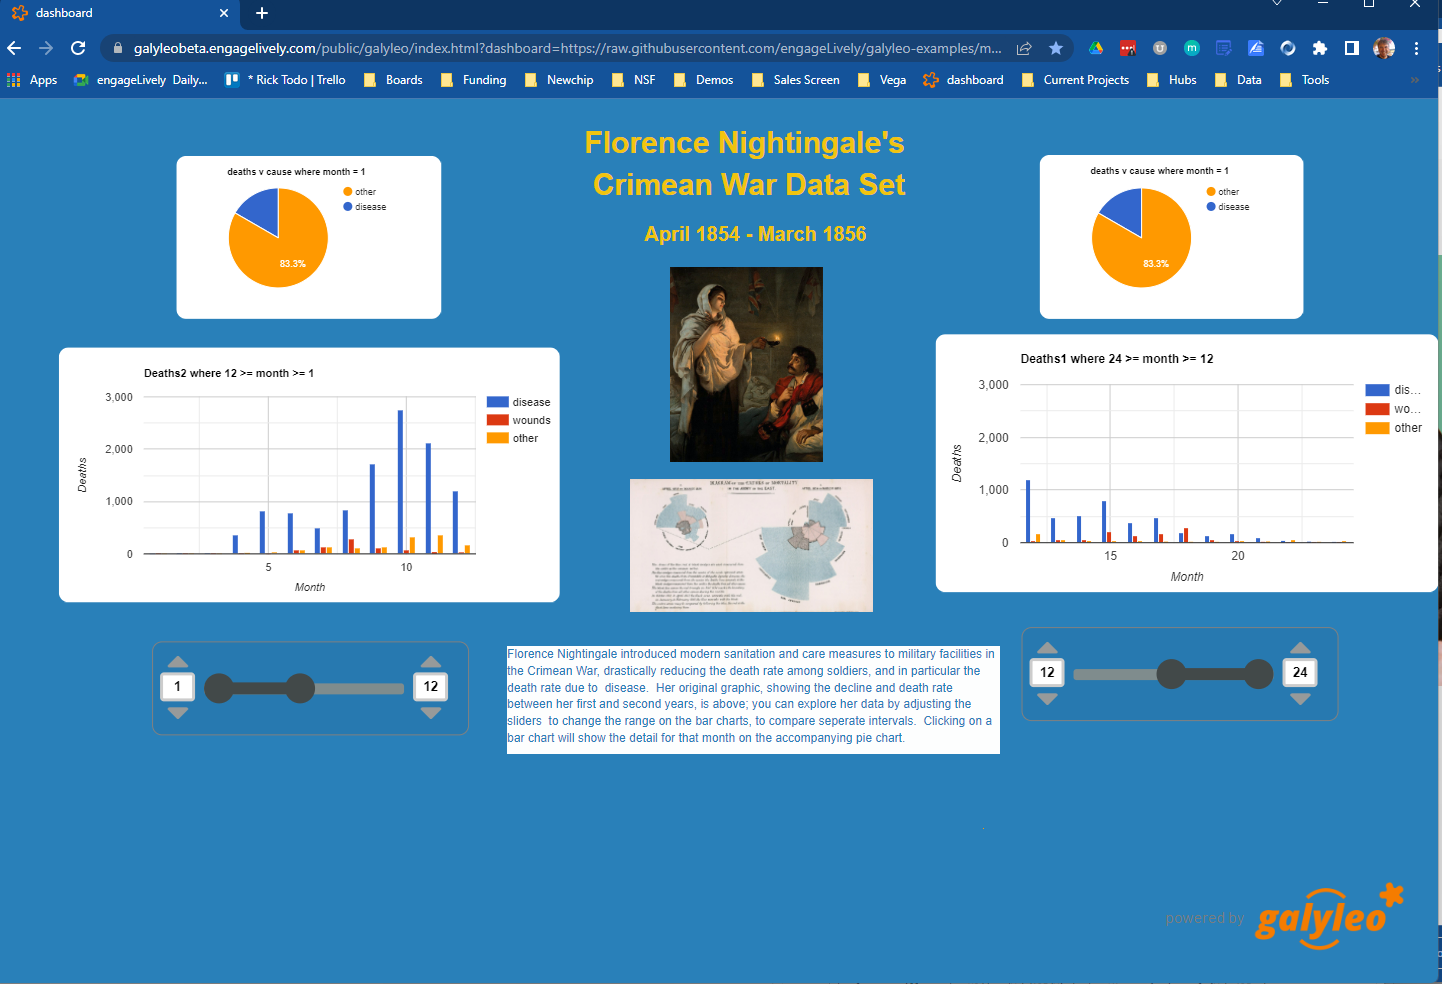 dashboard
galyleobeta.engagelively.com/public/galyleo/index.html?dashboard=https://raw.githubusercontent.com/engageLively/galyleo-examples/m...
Apps
engageLively Daily...
* Rick Todo | Trello
Boards
Funding
Newchip
NSF
Demos
Sales Screen
Vega
dashboard
Current Projects
Hubs
Data
Tools
Florence Nightingale's
Crimean War Data Set
April 1854 - March 1856
deaths v cause where month = 1
other
disease
83.3%
deaths v cause where month = 1
other
disease
83.3%
Deaths2 where 12 >= month >= 1
3,000
2,000
1,000
0
Deaths
5
10
Month
disease
wounds
other
DIAGRAM OF THE CAUSES OF MORTALITY
IN THE ARMY IN THE EAST.
Deaths1 where 24 >= month >= 12
3,000
2,000
1,000
0
Deaths
15
20
Month
dis...
wo...
other
1
12
Florence Nightingale introduced modern sanitation and care measures to military facilities in
the Crimean War, drastically reducing the death rate among soldiers, and in particular the
death rate due to  disease.  Her original graphic, showing the decline and death rate
between her first and second years, is above; you can explore her data by adjusting the
sliders  to change the range on the bar charts, to compare seperate intervals.  Clicking on a
bar chart will show the detail for that month on the accompanying pie chart.
12
24
powered by
galyleo